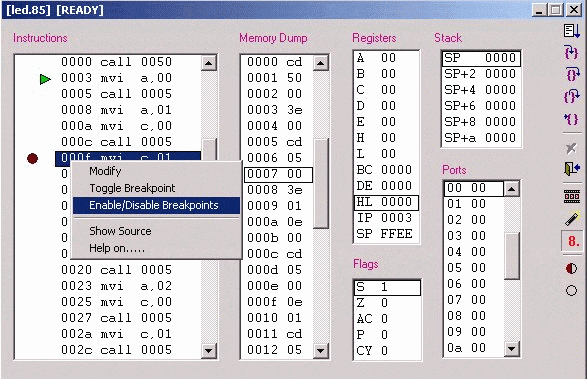 [led.85] [READY]
Instructions
0000 call 0050
0003 mvi a,00
0005 call 0005
0008 mvi a,01
000a mvi c,00
000c call 0005
000f mvi c,01
Modify
Toggle Breakpoint
Enable/Disable Breakpoints
Show Source
Help on.....
0020 call 0005
0023 mvi a,02
0025 mvi c,00
0027 call 0005
002a mvi c,01
002c call 0005
Memory Dump
0000 cd
0001 50
0002 00
0003 3e
0004 00
0005 cd
0006 05
0007 00
0008 3e
0009 01
000a 0e
000b 00
000c cd
000d 05
000e 00
000f 0e
0010 01
0011 cd
0012 05
Registers
A 00
B 00
C 00
D 00
E 00
H 00
L 00
BC 0000
DE 0000
HL 0000
IP 0003
SP FFEE
Flags
S 1
Z 0
AC 0
P 0
CY 0
Stack
SP 0000
SP+2 0000
SP+4 0000
SP+6 0000
SP+8 0000
SP+a 0000
Ports
00 00
01 00
02 00
03 00
04 00
05 00
06 00
07 00
08 00
09 00
0a 00
8.